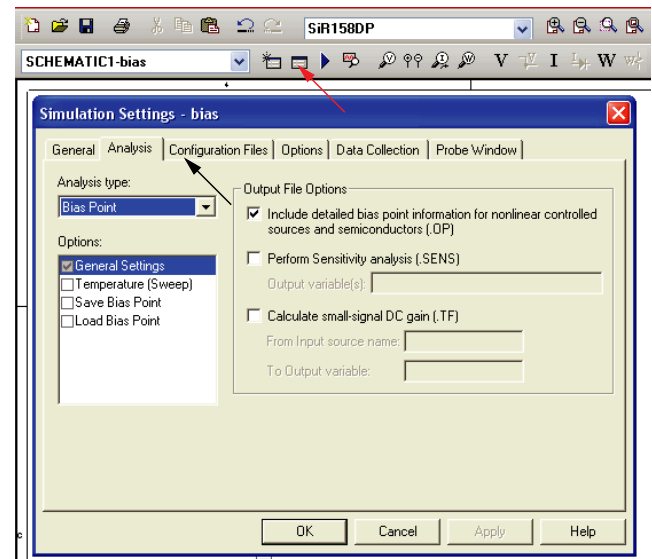 SiR158DP
SCHEMATIC1-bias
V I W
Simulation Settings - bias
General Analysis Configuration Files Options Data Collection Probe Window
Analysis type:
Bias Point
Options:
General Settings
Temperature (Sweep)
Save Bias Point
Load Bias Point
Output File Options
Include detailed bias point information for nonlinear controlled
sources and semiconductors (.OP)
Perform Sensitivity analysis (.SENS)
Output variable(s):
Calculate small-signal DC gain (.TF)
From Input source name:
To Output variable:
OK Cancel Apply Help